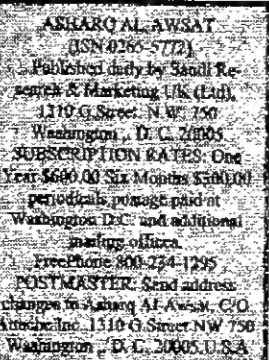 ASHARQ AL-AWSAT
(ISSN 0265-5772)
Published daily by Saudi Re-
search & Marketing UK (Ltd),
1310 G Street, N.W. 750
Washington, D. C. 20005
SUBSCRIPTION RATES: One
Year $600.00 Six Months $300.00
periodicals postage paid at
Washington D.C. and additional
mailing offices.
FreePhone 800-234-1295
POSTMASTER: Send address
changes to Asharq Al-Awsat, C/O
Attache Inc. 1310 G Street NW 750
Washington, D. C. 20005 U.S.A